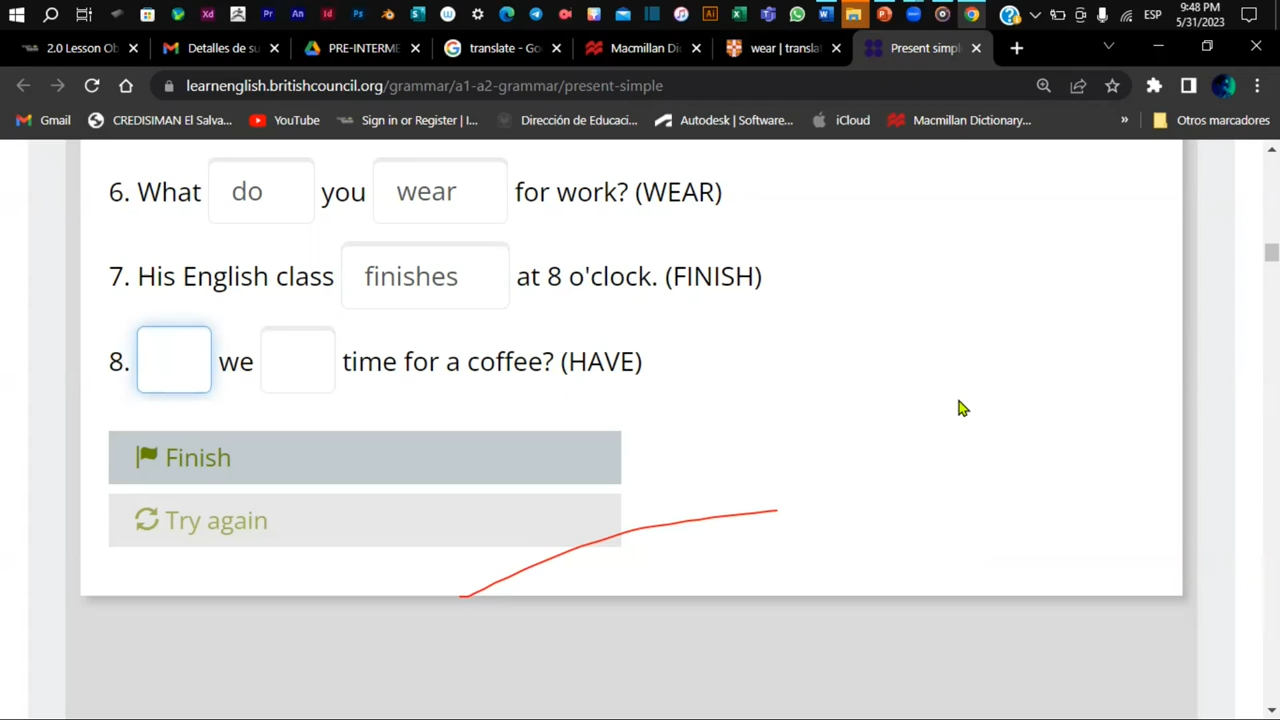 9:48 PM
ESP
5/31/2023
2.0 Lesson Ob
Detalles de su
PRE-INTERME
translate - Go
Macmillan Dic
wear | transla
Present simpl
learnenglish.britishcouncil.org/grammar/a1-a2-grammar/present-simple
Gmail
CREDISIMAN El Salva...
YouTube
Sign in or Register | I...
Dirección de Educaci...
Autodesk | Software...
iCloud
Macmillan Dictionary...
»
Otros marcadores
6. What do you wear for work? (WEAR)
7. His English class finishes at 8 o'clock. (FINISH)
8. we time for a coffee? (HAVE)
Finish
Try again